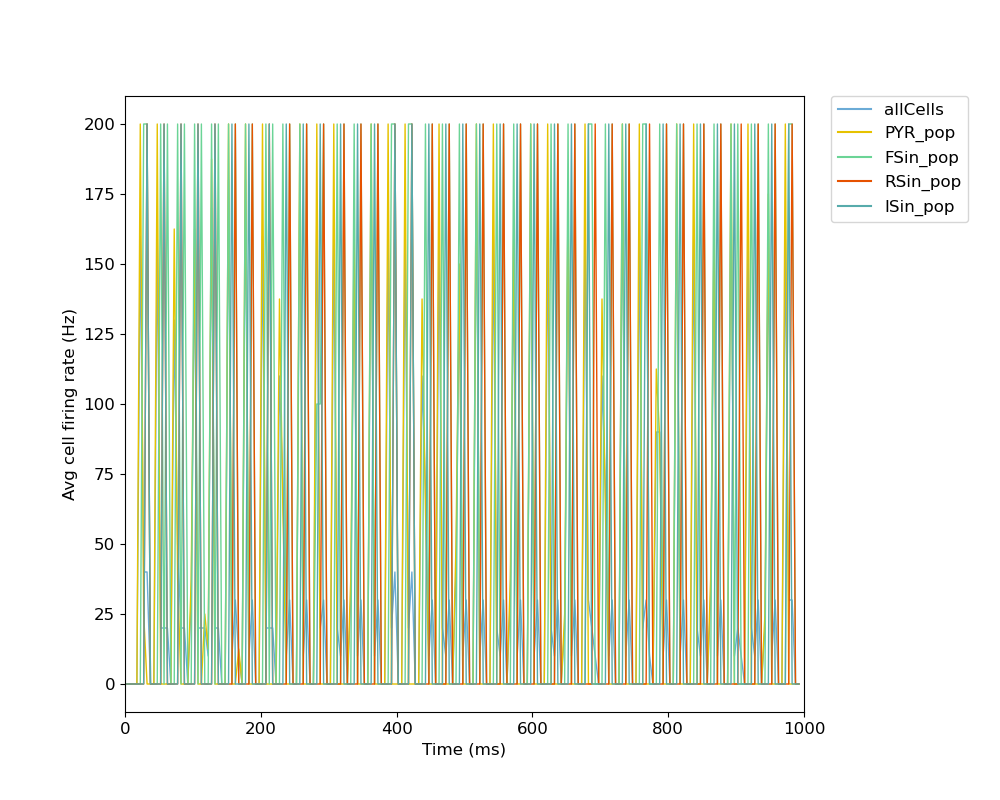 200
175
150
125
100
75
50
25
0
0 200 400 600 800 1000
Time (ms)
Avg cell firing rate (Hz)
allCells
PYR_pop
FSin_pop
RSin_pop
ISin_pop